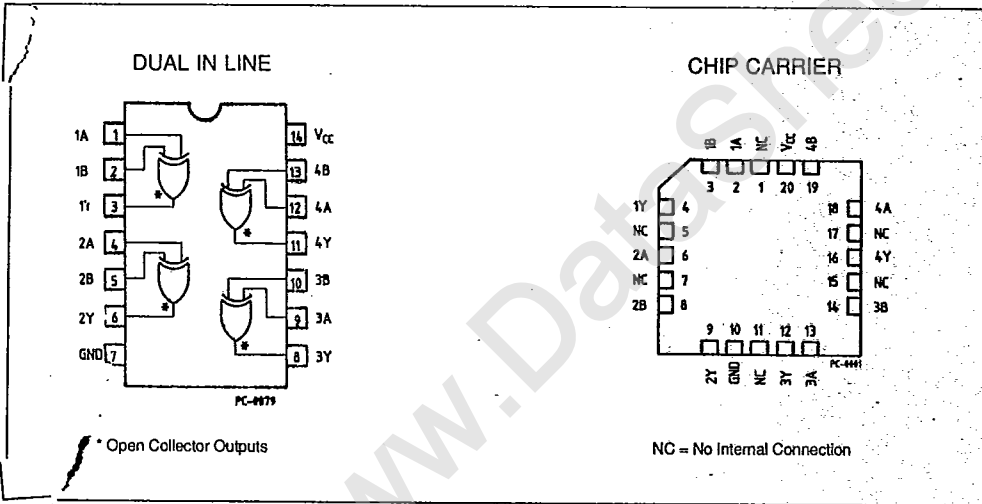 DUAL IN LINE
1A 1 14 Vcc
1B 2 13 4B
1Y 3 12 4A
2A 4 11 4Y
2B 5 10 3B
2Y 6 9 3A
GND 7 8 3Y
*
*
*
*
PC-0079
* Open Collector Outputs
CHIP CARRIER
1B 1A NC Vcc 4B
3 2 1 20 19
1Y 4 18 4A
NC 5 17 NC
2A 6 16 4Y
NC 7 15 NC
2B 8 14 3B
9 10 11 12 13
2Y GND NC 3Y 3A
NC = No Internal Connection